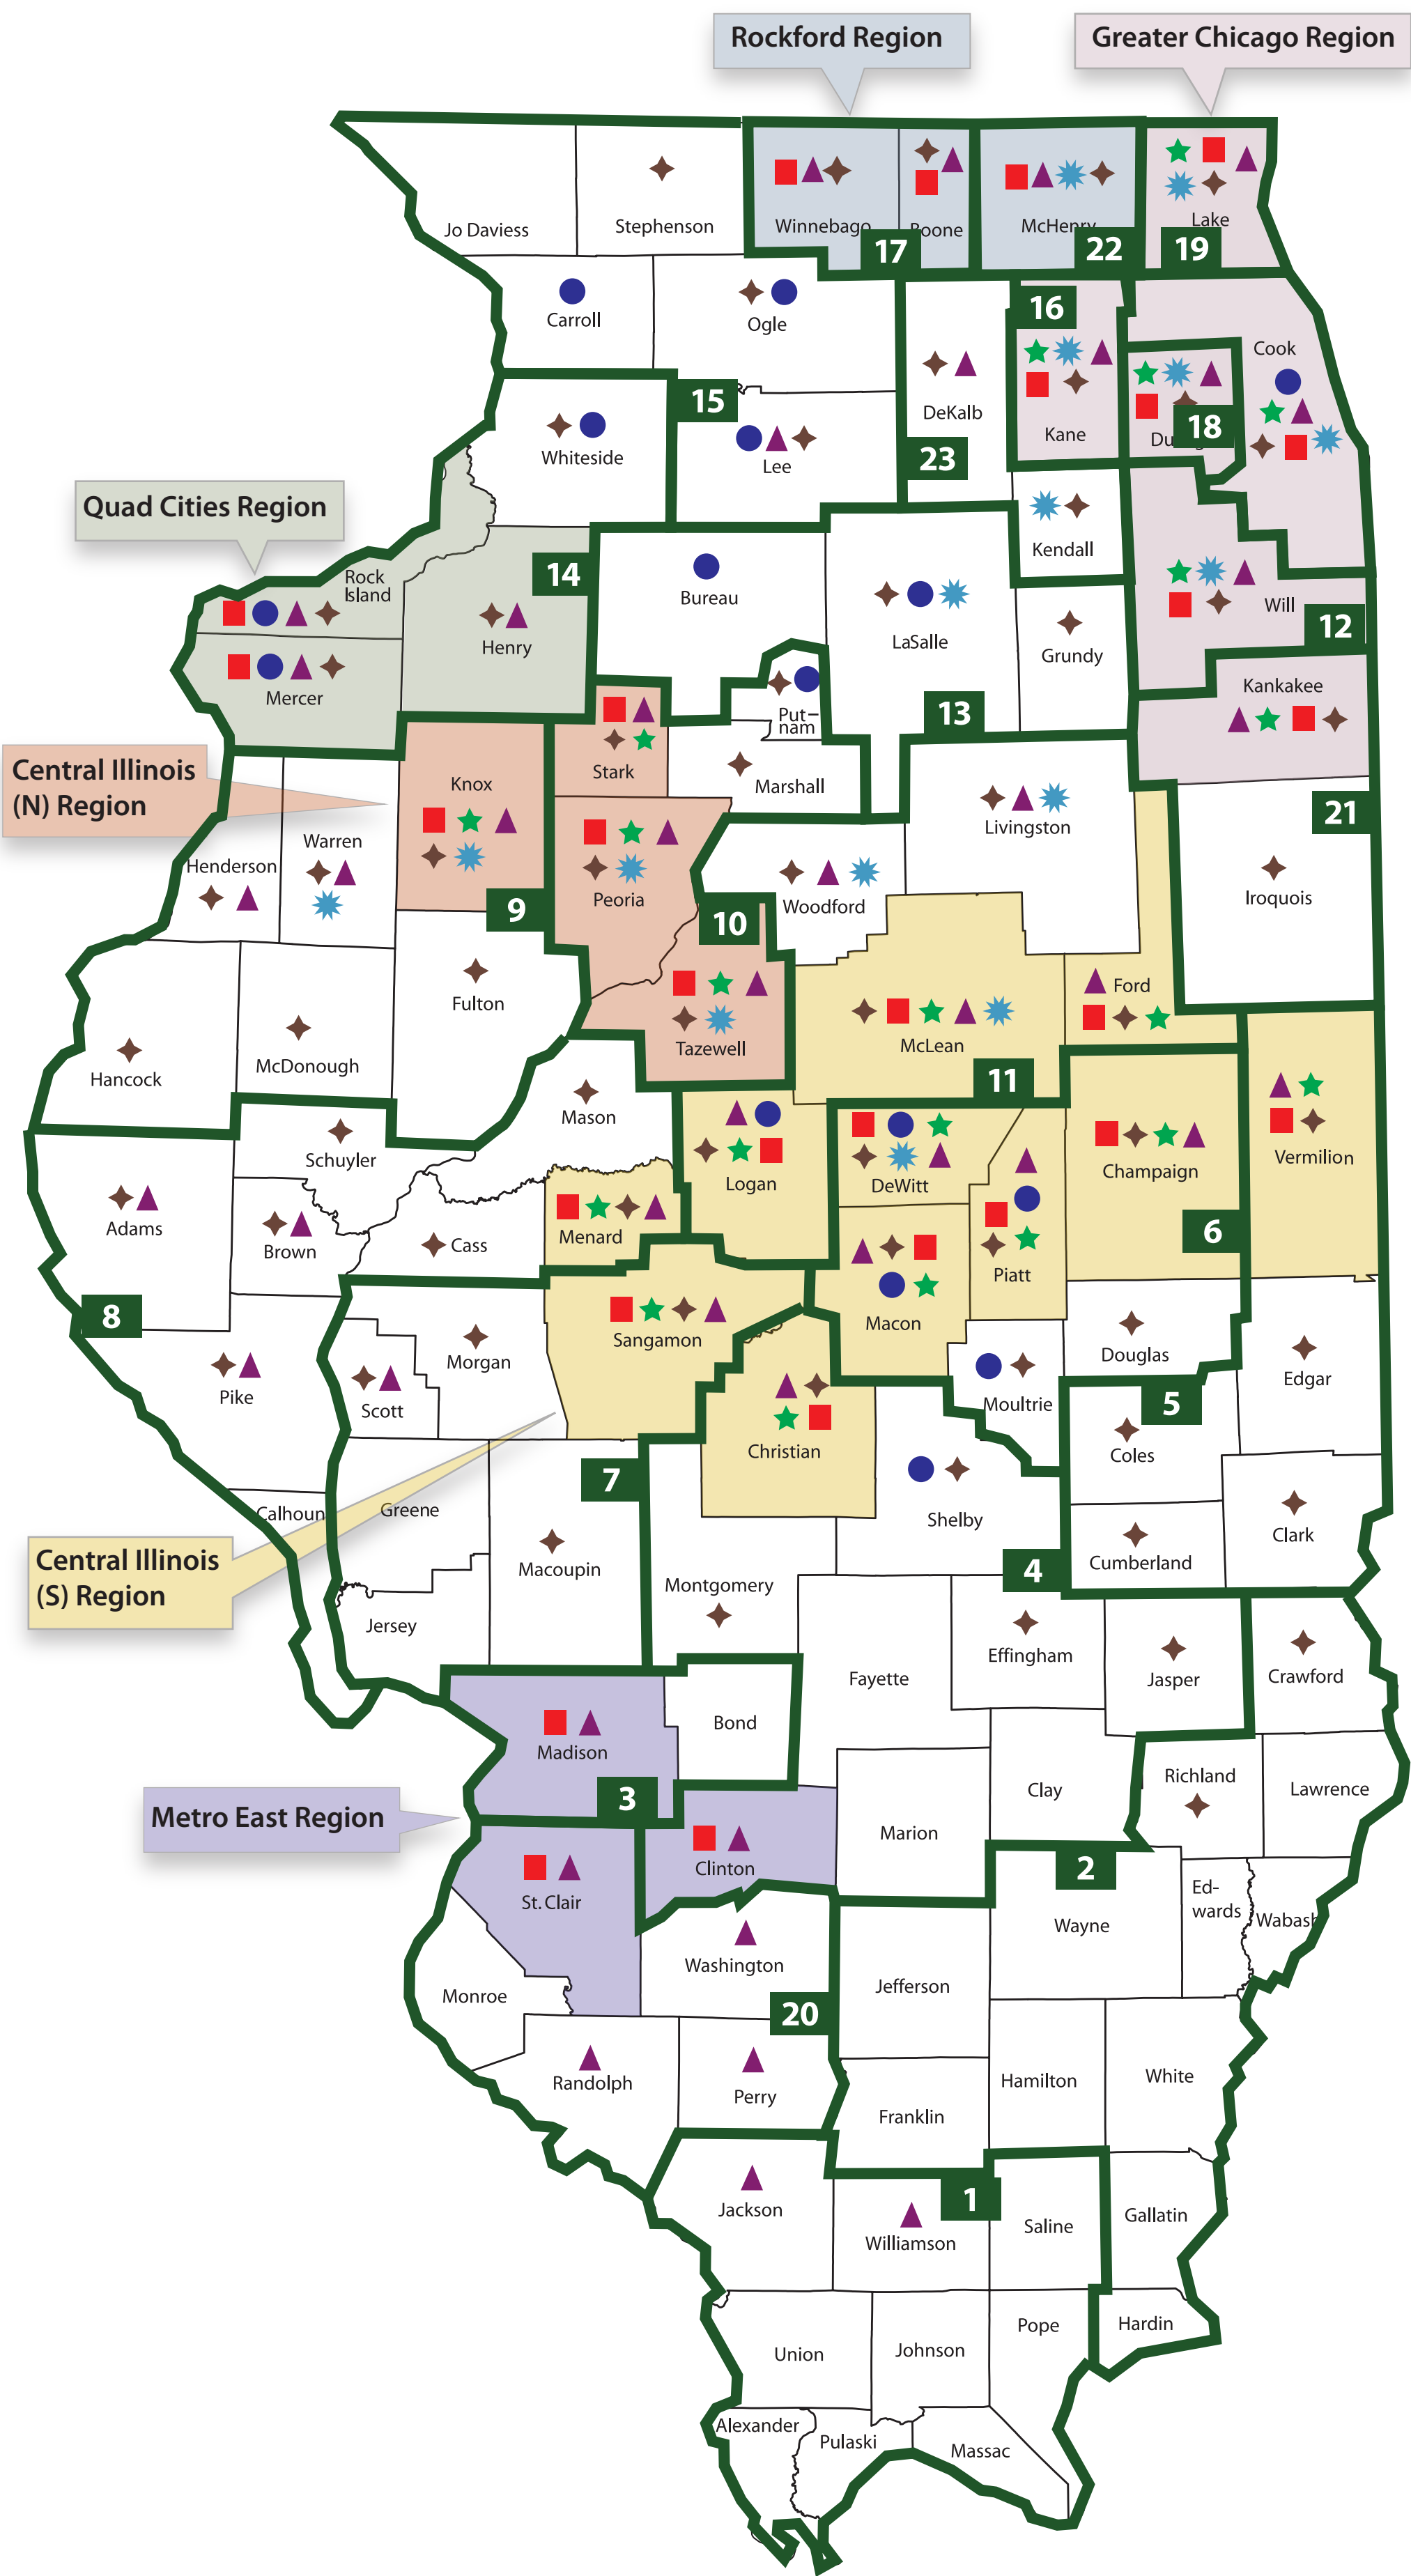 Rockford Region
Greater Chicago Region
Jo Daviess
Stephenson
Winnebago
Boone
McHenry
Lake
17
22
19
Carroll
Ogle
16
Cook
15
DeKalb
Kane
18
Whiteside
Lee
23
Quad Cities Region
Rock
Island
14
Bureau
Kendall
LaSalle
Will
12
Henry
Grundy
Mercer
Kankakee
Put-
nam
13
Central Illinois
(N) Region
Knox
Stark
Marshall
Livingston
21
Warren
Henderson
Peoria
Woodford
Iroquois
9
10
Fulton
Ford
Tazewell
McLean
Hancock
McDonough
11
Mason
Schuyler
Logan
DeWitt
Champaign
Vermilion
Adams
Brown
Cass
Menard
Piatt
6
8
Sangamon
Macon
Morgan
Douglas
Edgar
Pike
Scott
Moultrie
5
Christian
Coles
7
Calhoun
Greene
Shelby
Clark
Central Illinois
(S) Region
Macoupin
Montgomery
4
Cumberland
Jersey
Fayette
Effingham
Jasper
Crawford
Madison
Bond
Metro East Region
3
Clay
Richland
Lawrence
Marion
Clinton
2
St. Clair
Ed-
wards
Wabash
Wayne
Washington
Monroe
Jefferson
20
Randolph
Perry
Hamilton
White
Franklin
Jackson
1
Williamson
Saline
Gallatin
Union
Johnson
Pope
Hardin
Alexander
Pulaski
Massac